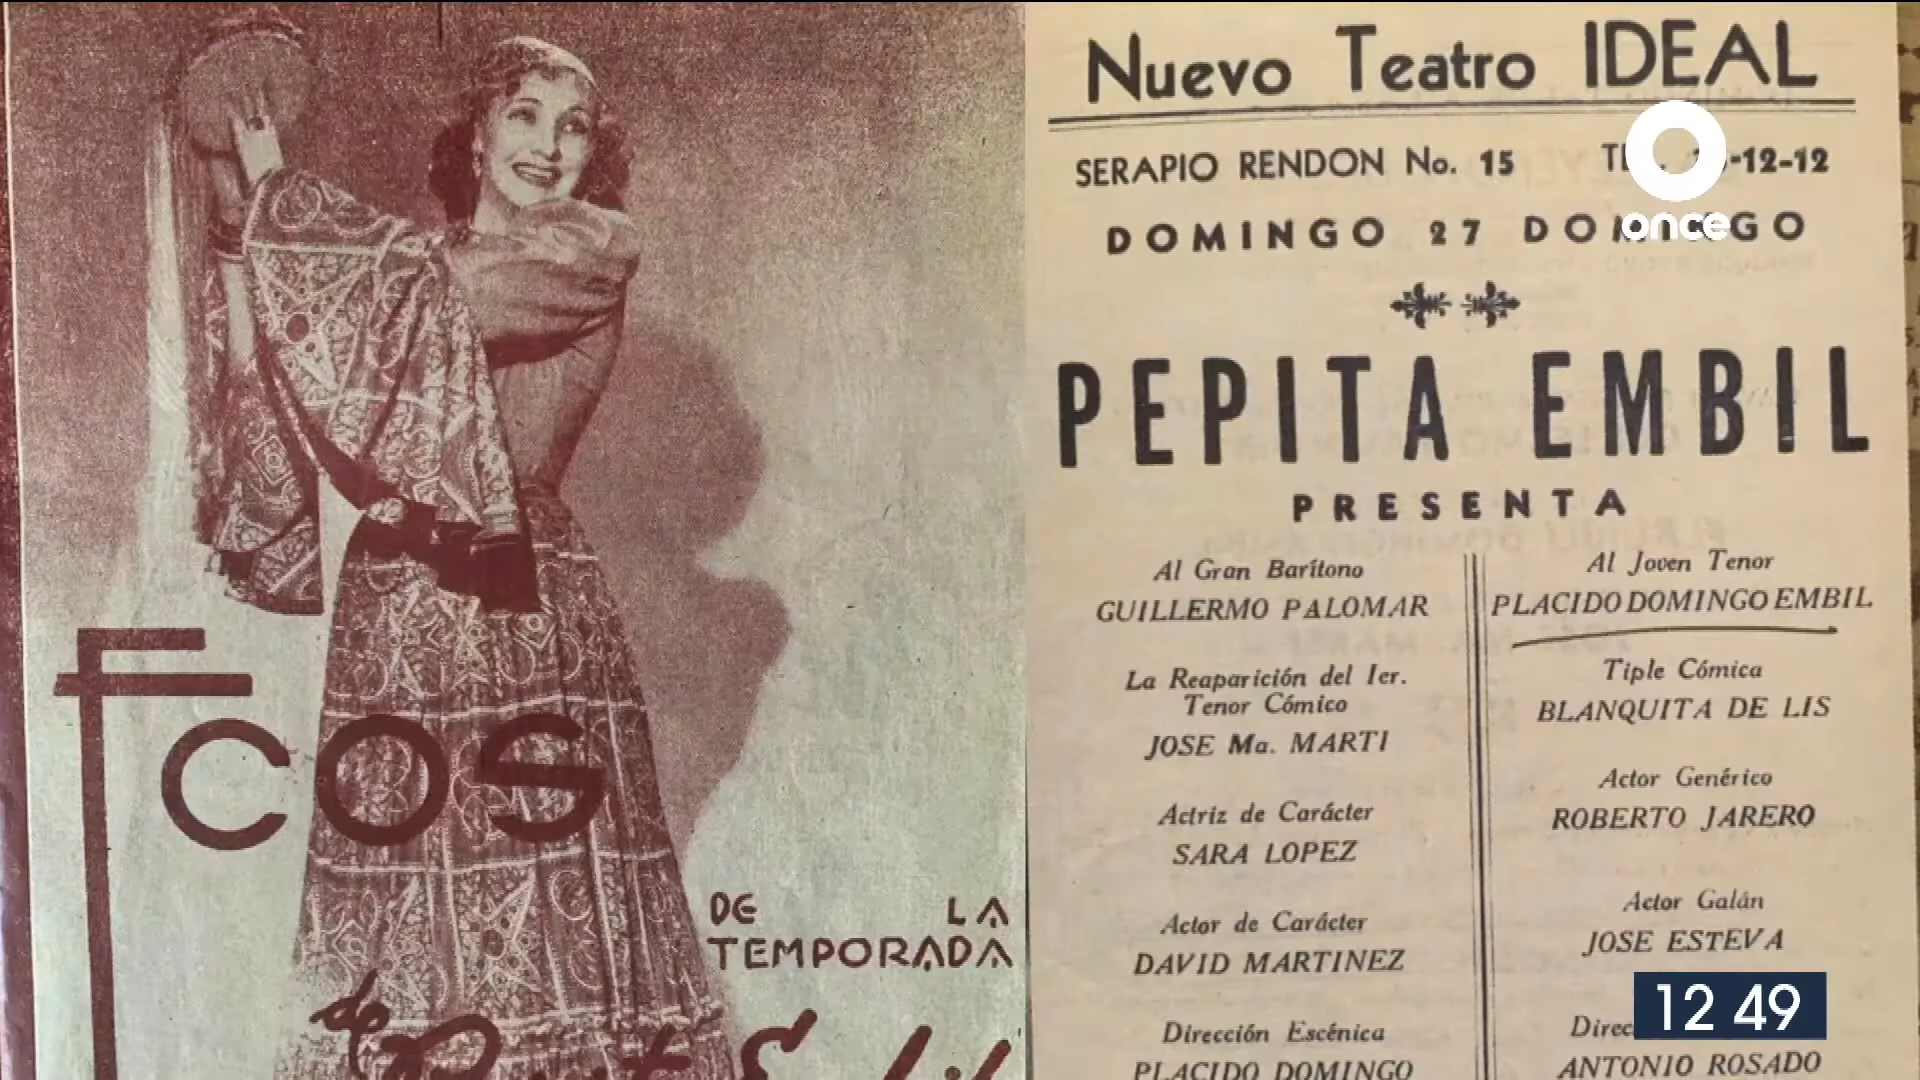 Ecos
DE LA
TEMPORADA
de
Nuevo Teatro IDEAL
SERAPIO RENDON No. 15 -12-12
DOMINGO 27 DOMINGO
PEPITA EMBIL
PRESENTA
Al Gran Barítono
GUILLERMO PALOMAR
La Reaparición del 1er.
Tenor Cómico
JOSE Ma. MARTI
Actriz de Carácter
SARA LOPEZ
Actor de Carácter
DAVID MARTINEZ
Dirección Escénica
PLACIDO DOMINGO
Al Joven Tenor
PLACIDO DOMINGO EMBIL
Tiple Cómica
BLANQUITA DE LIS
Actor Genérico
ROBERTO JARERO
Actor Galán
JOSE ESTEVA
Direc
ANTONIO ROSADO
once
12 49